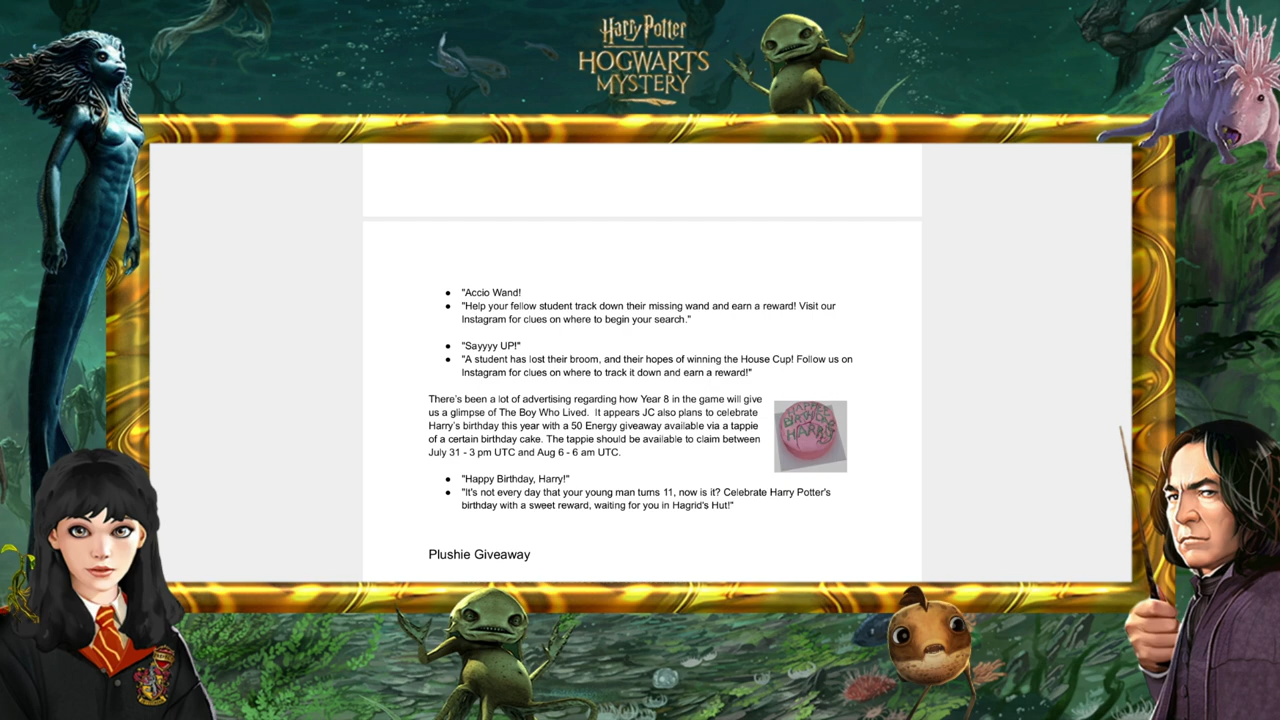 Harry Potter
HOGWARTS
MYSTERY
● "Accio Wand!
● "Help your fellow student track down their missing wand and earn a reward! Visit our
Instagram for clues on where to begin your search."
● "Sayyyy UP!"
● "A student has lost their broom, and their hopes of winning the House Cup! Follow us on
Instagram for clues on where to track it down and earn a reward!"
There's been a lot of advertising regarding how Year 8 in the game will give
us a glimpse of The Boy Who Lived. It appears JC also plans to celebrate
Harry's birthday this year with a 50 Energy giveaway available via a tappie
of a certain birthday cake. The tappie should be available to claim between
July 31 - 3 pm UTC and Aug 6 - 6 am UTC.
HAPPEE
BIRTHDAE
HARRY
● "Happy Birthday, Harry!"
● "It's not every day that your young man turns 11, now is it? Celebrate Harry Potter's
birthday with a sweet reward, waiting for you in Hagrid's Hut!"
Plushie Giveaway